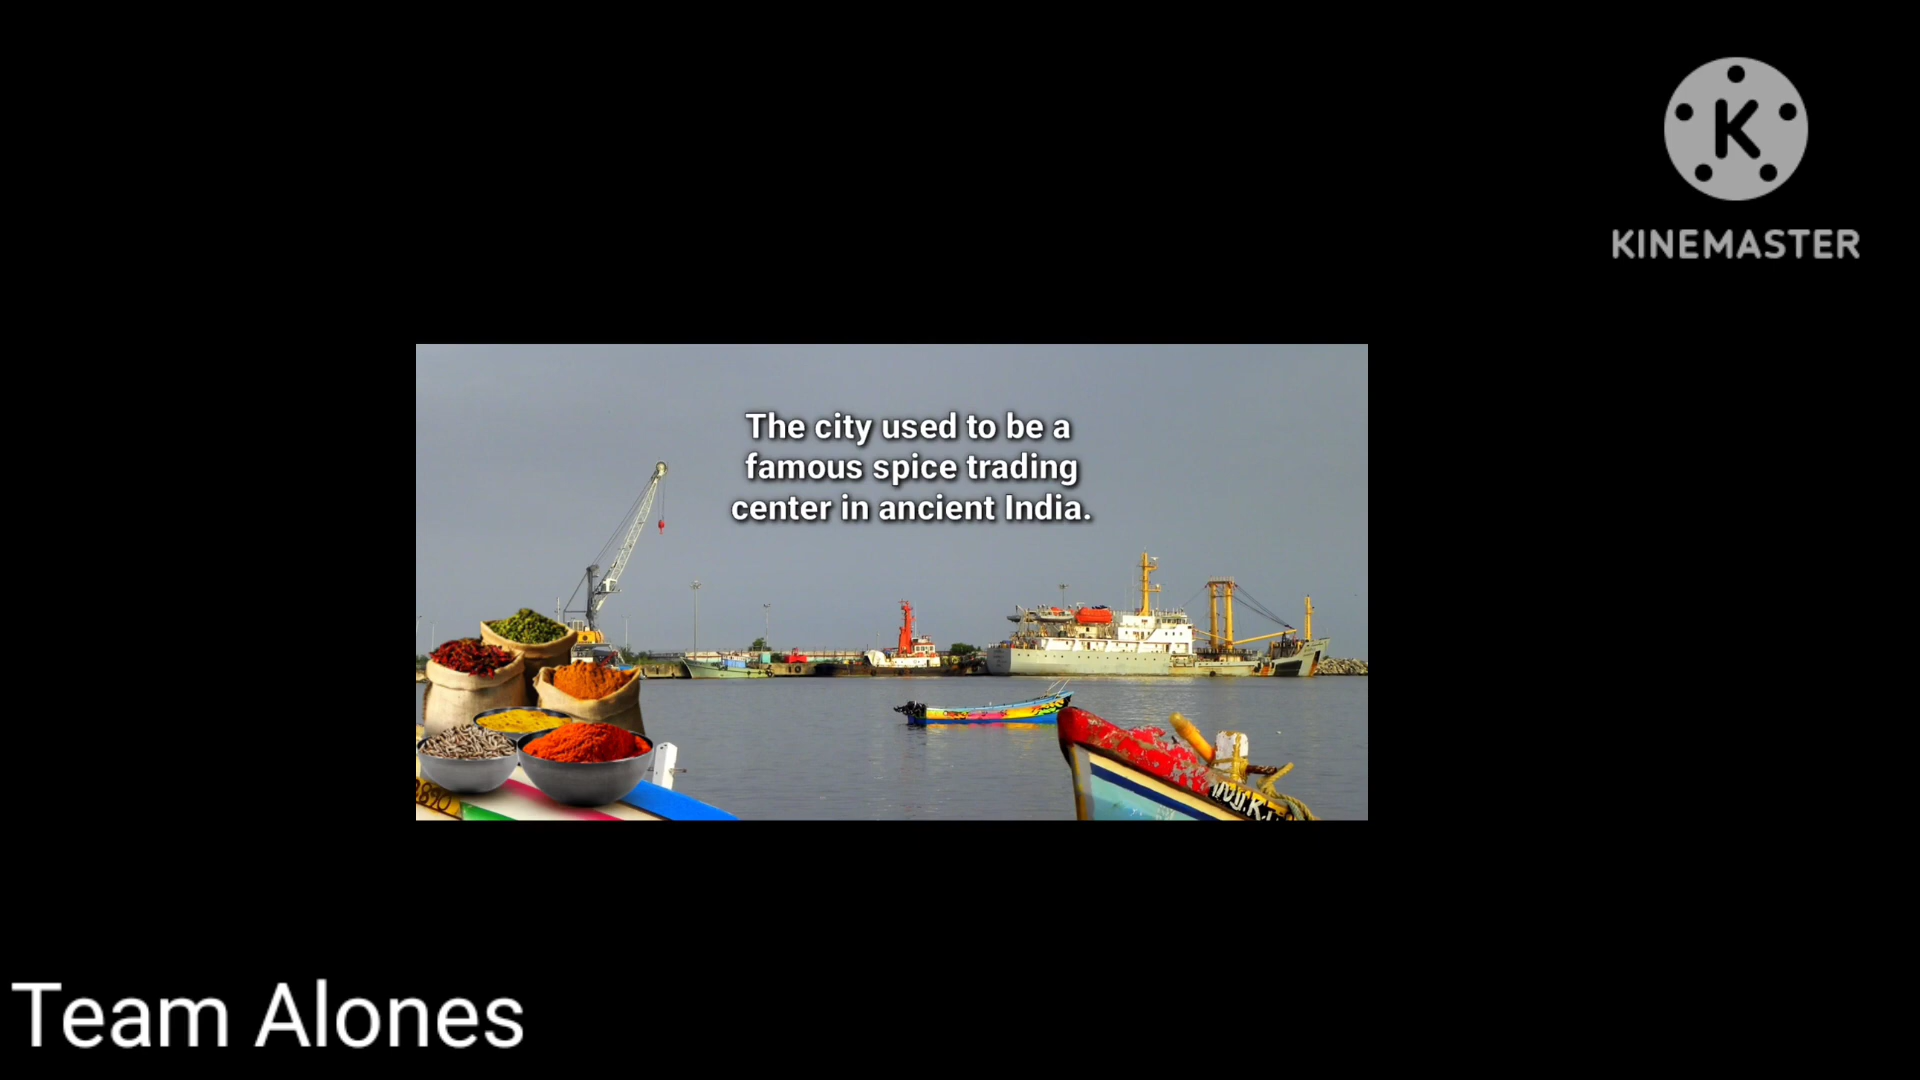 K
KINEMASTER
The city used to be a
famous spice trading
center in ancient India.
Team Alones